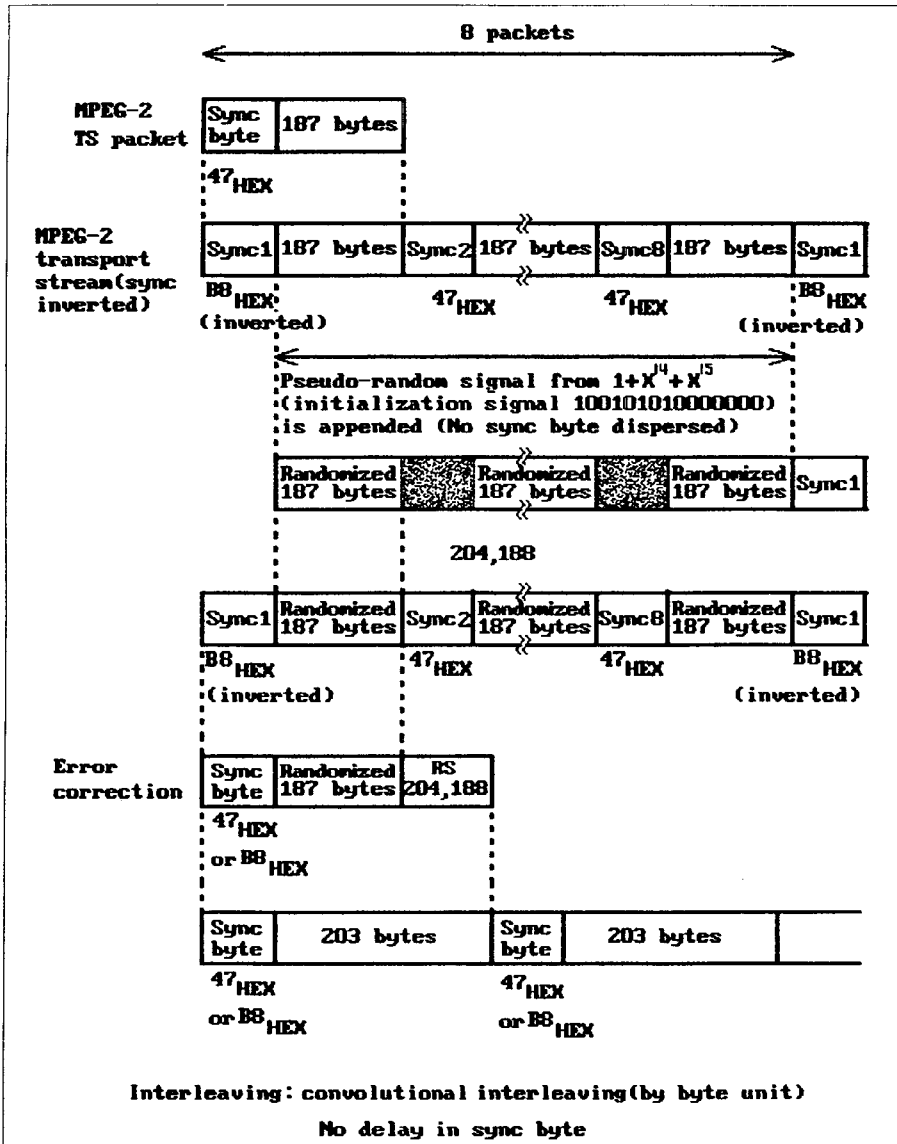 8 packets
MPEG-2
TS packet
Sync
byte
187 bytes
47HEX
MPEG-2
transport
stream(sync
inverted)
Sync1
187 bytes
Sync2
187 bytes
Sync8
187 bytes
Sync1
B8HEX
(inverted)
47HEX
47HEX
B8HEX
(inverted)
Pseudo-random signal from 1+X^14+X^15
(initialization signal 100101010000000)
is appended (No sync byte dispersed)
Randomized
187 bytes
Randomized
187 bytes
Randomized
187 bytes
Sync1
204,188
Sync1
Randomized
187 bytes
Sync2
Randomized
187 bytes
Sync8
Randomized
187 bytes
Sync1
B8HEX
(inverted)
47HEX
47HEX
B8HEX
(inverted)
Error
correction
Sync
byte
Randomized
187 bytes
RS
204,188
47HEX
or B8HEX
Sync
byte
203 bytes
Sync
byte
203 bytes
47HEX
or B8HEX
47HEX
or B8HEX
Interleaving: convolutional interleaving(by byte unit)
No delay in sync byte